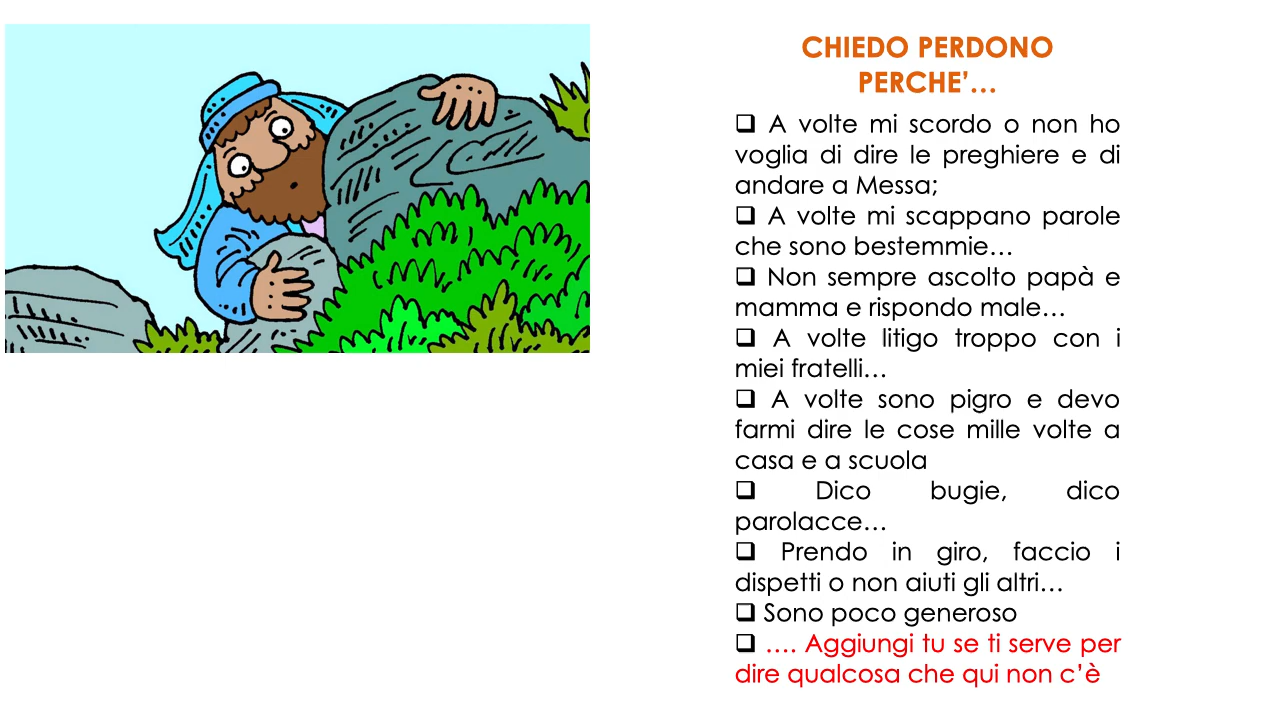 CHIEDO PERDONO
PERCHE’…
❑ A volte mi scordo o non ho
voglia di dire le preghiere e di
andare a Messa;
❑ A volte mi scappano parole
che sono bestemmie…
❑ Non sempre ascolto papà e
mamma e rispondo male…
❑ A volte litigo troppo con i
miei fratelli…
❑ A volte sono pigro e devo
farmi dire le cose mille volte a
casa e a scuola
❑ Dico bugie, dico
parolacce…
❑ Prendo in giro, faccio i
dispetti o non aiuti gli altri…
❑ Sono poco generoso
❑ …. Aggiungi tu se ti serve per
dire qualcosa che qui non c’è